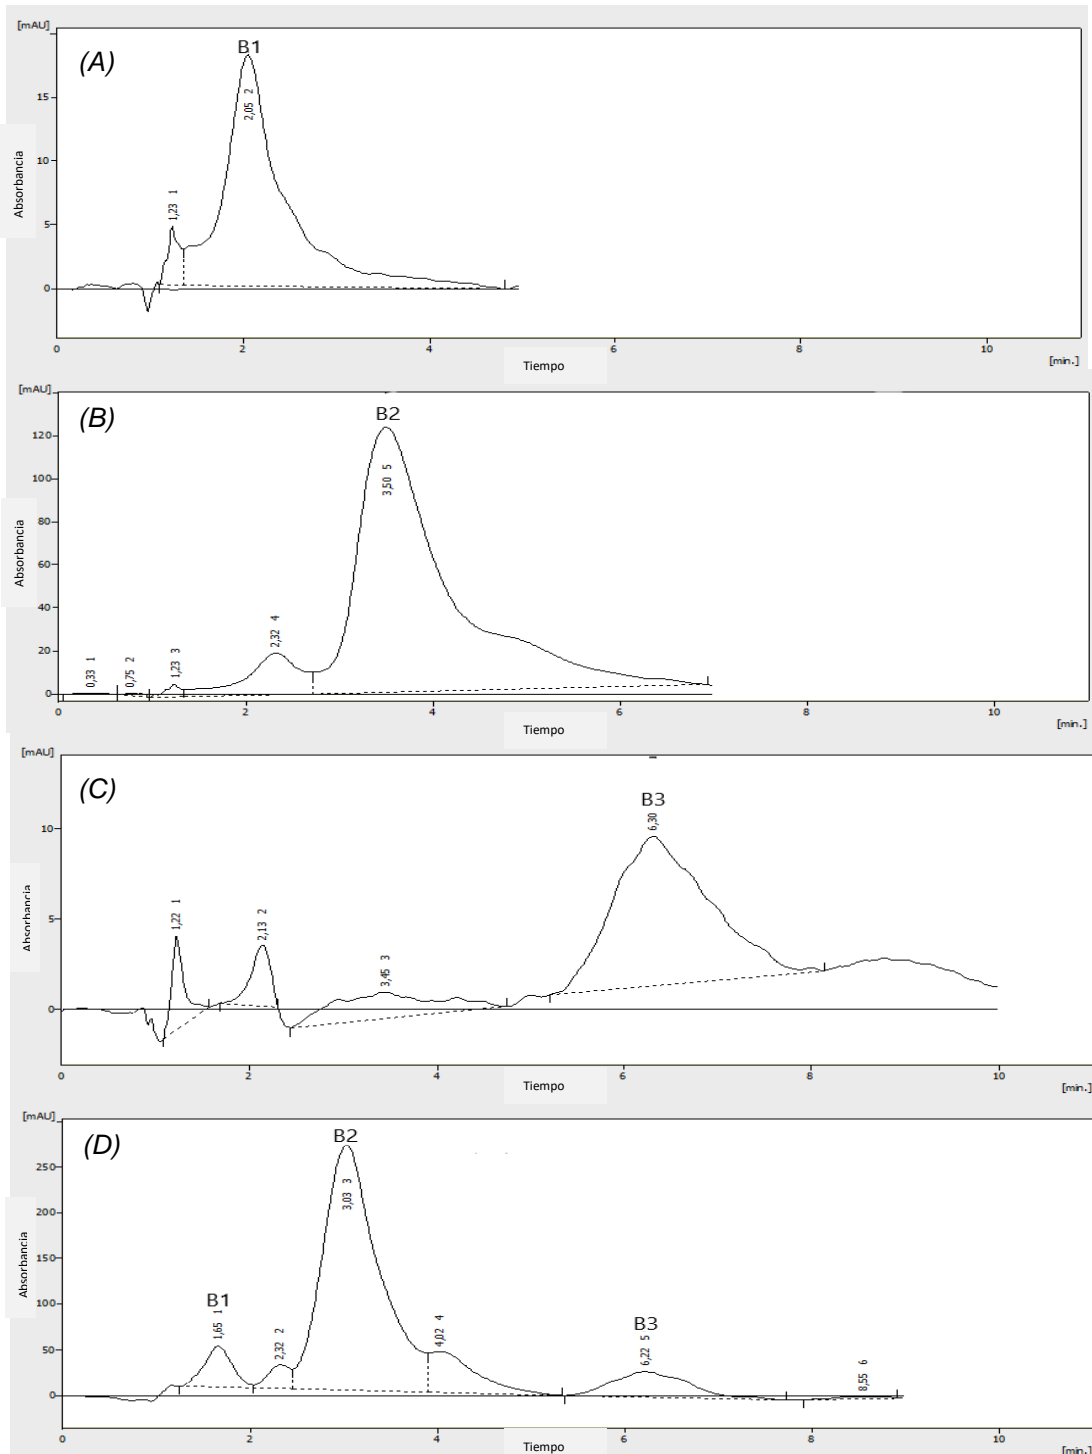 [mAU]
(A)
B1
15
10
5
0
Absorbancia
1,23 1
2,05 2
0 2 4 6 8 10
Tiempo
[min.]
[mAU]
(B)
B2
120
100
80
60
40
20
0
Absorbancia
0,33 1
0,75 2
1,23 3
2,32 4
3,50 5
0 2 4 6 8 10
Tiempo
[min.]
[mAU]
(C)
B3
10
5
0
Absorbancia
1,22 1
2,13 2
3,45 3
6,30
0 2 4 6 8 10
Tiempo
[min.]
[mAU]
(D)
B2
B1
B3
250
200
150
100
50
0
Absorbancia
1,65 1
2,32 2
3,03 3
4,02 4
6,22 5
8,55 6
0 2 4 6 8 10
Tiempo
[min.]